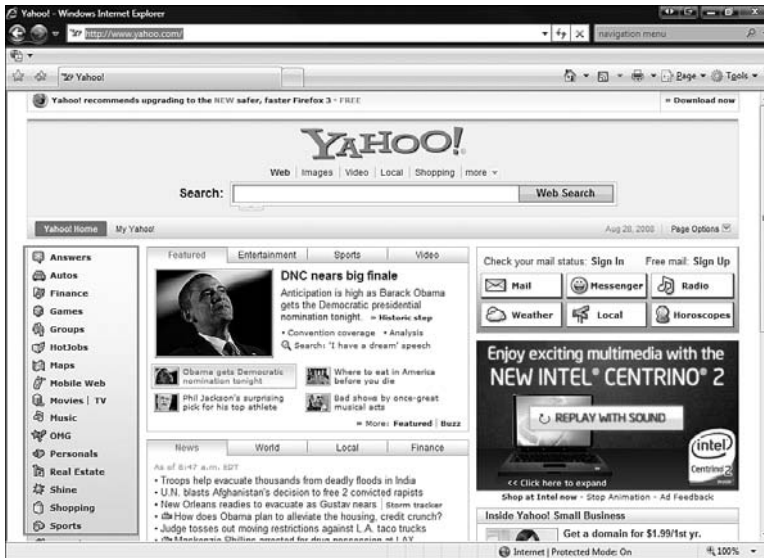 Yahoo! - Windows Internet Explorer
http://www.yahoo.com/
navigation menu
Yahoo!
Page
Tools
Yahoo! recommends upgrading to the NEW safer, faster Firefox 3 - FREE
» Download now
YAHOO!
Web | Images | Video | Local | Shopping | more
Search:
Web Search
Yahoo! Home
My Yahoo!
Aug 28, 2008
Page Options
Answers
Autos
Finance
Games
Groups
HotJobs
Maps
Mobile Web
Movies | TV
Music
OMG
Personals
Real Estate
Shine
Shopping
Sports
Featured
Entertainment
Sports
Video
DNC nears big finale
Anticipation is high as Barack Obama
gets the Democratic presidential
nomination tonight. » Historic step
• Convention coverage • Analysis
Search: 'I have a dream' speech
Obama gets Democratic
nomination tonight
Where to eat in America
before you die
Phil Jackson's surprising
pick for his top athlete
Bad shows by once-great
musical acts
» More: Featured | Buzz
News
World
Local
Finance
As of 8:47 a.m. EDT
• Troops help evacuate thousands from deadly floods in India
• U.N. blasts Afghanistan's decision to free 2 convicted rapists
• New Orleans readies to evacuate as Gustav nears | Storm tracker
• How does Obama plan to alleviate the housing, credit crunch?
• Judge tosses out moving restrictions against L.A. taco trucks
• Mackenzie Phillips arrested for drug possession at LAX
Check your mail status: Sign In
Free mail: Sign Up
Mail
Messenger
Radio
Weather
Local
Horoscopes
Enjoy exciting multimedia with the
NEW INTEL® CENTRINO® 2
REPLAY WITH SOUND
intel
Centrino 2
inside™
<< Click here to expand
Shop at Intel now - Stop Animation - Ad Feedback
Inside Yahoo! Small Business
Get a domain for $1.99/1st yr.
Internet | Protected Mode: On
100%